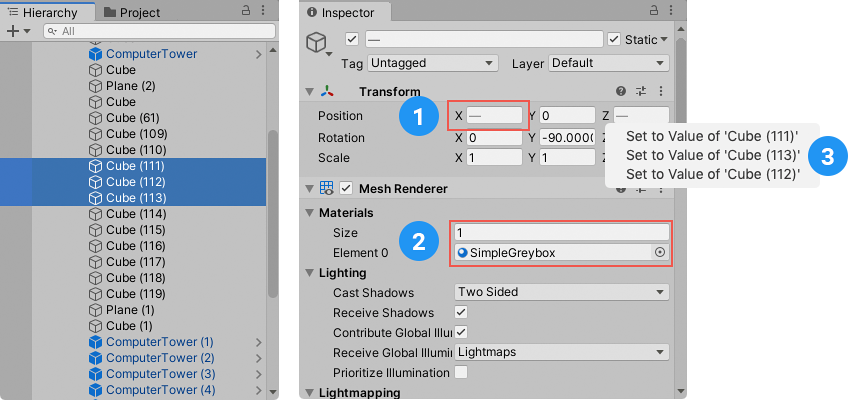 Hierarchy
Project
All
ComputerTower
Cube
Plane (2)
Cube
Cube (61)
Cube (109)
Cube (110)
Cube (111)
Cube (112)
Cube (113)
Cube (114)
Cube (115)
Cube (116)
Cube (117)
Cube (118)
Cube (119)
Plane (1)
Cube (1)
ComputerTower (1)
ComputerTower (2)
ComputerTower (3)
ComputerTower (4)
Inspector
—
Static
Tag Untagged Layer Default
Transform
Position X — Y 0 Z —
1
Rotation X 0 Y -90.000
Scale X 1 Y 1
Set to Value of 'Cube (111)'
Set to Value of 'Cube (113)'
Set to Value of 'Cube (112)'
3
Mesh Renderer
Materials
Size 1
2
Element 0 SimpleGreybox
Lighting
Cast Shadows Two Sided
Receive Shadows
Contribute Global Illu
Receive Global Illumin Lightmaps
Prioritize Illumination
Lightmapping